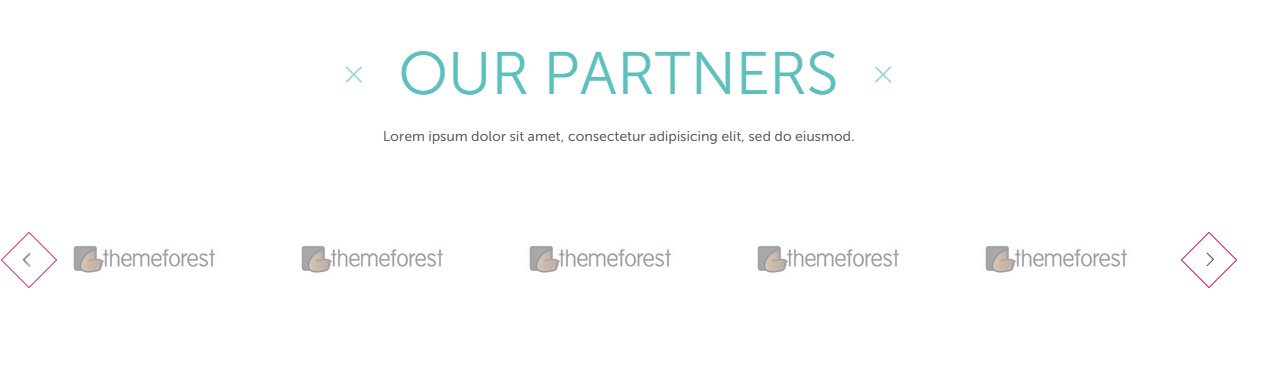 OUR PARTNERS
Lorem ipsum dolor sit amet, consectetur adipisicing elit, sed do eiusmod.
themeforest themeforest themeforest themeforest themeforest